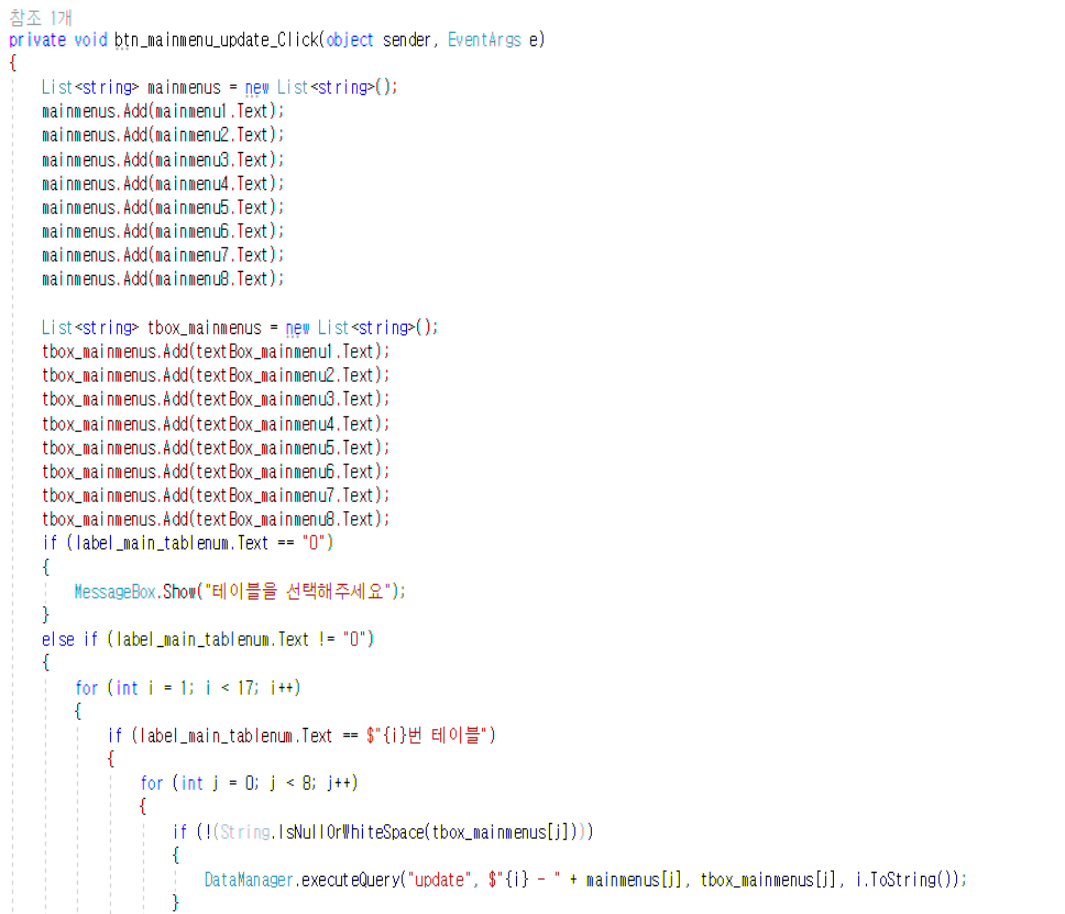 참조 1개
private void btn_mainmenu_update_Click(object sender, EventArgs e)
{
List<string> mainmenus = new List<string>();
mainmenus.Add(mainmenu1.Text);
mainmenus.Add(mainmenu2.Text);
mainmenus.Add(mainmenu3.Text);
mainmenus.Add(mainmenu4.Text);
mainmenus.Add(mainmenu5.Text);
mainmenus.Add(mainmenu6.Text);
mainmenus.Add(mainmenu7.Text);
mainmenus.Add(mainmenu8.Text);
List<string> tbox_mainmenus = new List<string>();
tbox_mainmenus.Add(textBox_mainmenu1.Text);
tbox_mainmenus.Add(textBox_mainmenu2.Text);
tbox_mainmenus.Add(textBox_mainmenu3.Text);
tbox_mainmenus.Add(textBox_mainmenu4.Text);
tbox_mainmenus.Add(textBox_mainmenu5.Text);
tbox_mainmenus.Add(textBox_mainmenu6.Text);
tbox_mainmenus.Add(textBox_mainmenu7.Text);
tbox_mainmenus.Add(textBox_mainmenu8.Text);
if (label_main_tablenum.Text == "0")
{
MessageBox.Show("테이블을 선택해주세요");
}
else if (label_main_tablenum.Text != "0")
{
for (int i = 1; i < 17; i++)
{
if (label_main_tablenum.Text == $"{i}번 테이블")
{
for (int j = 0; j < 8; j++)
{
if (!(String.IsNullOrWhiteSpace(tbox_mainmenus[j])))
{
DataManager.executeQuery("update", $"{i} - " + mainmenus[j], tbox_mainmenus[j], i.ToString());
}